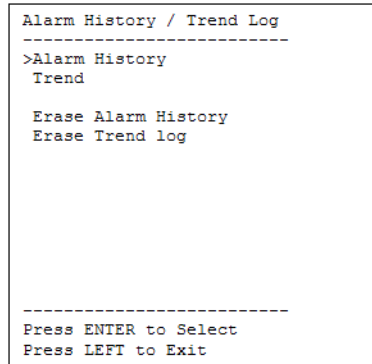 Alarm History / Trend Log
--------------------------
>Alarm History
Trend
Erase Alarm History
Erase Trend log
--------------------------
Press ENTER to Select
Press LEFT to Exit